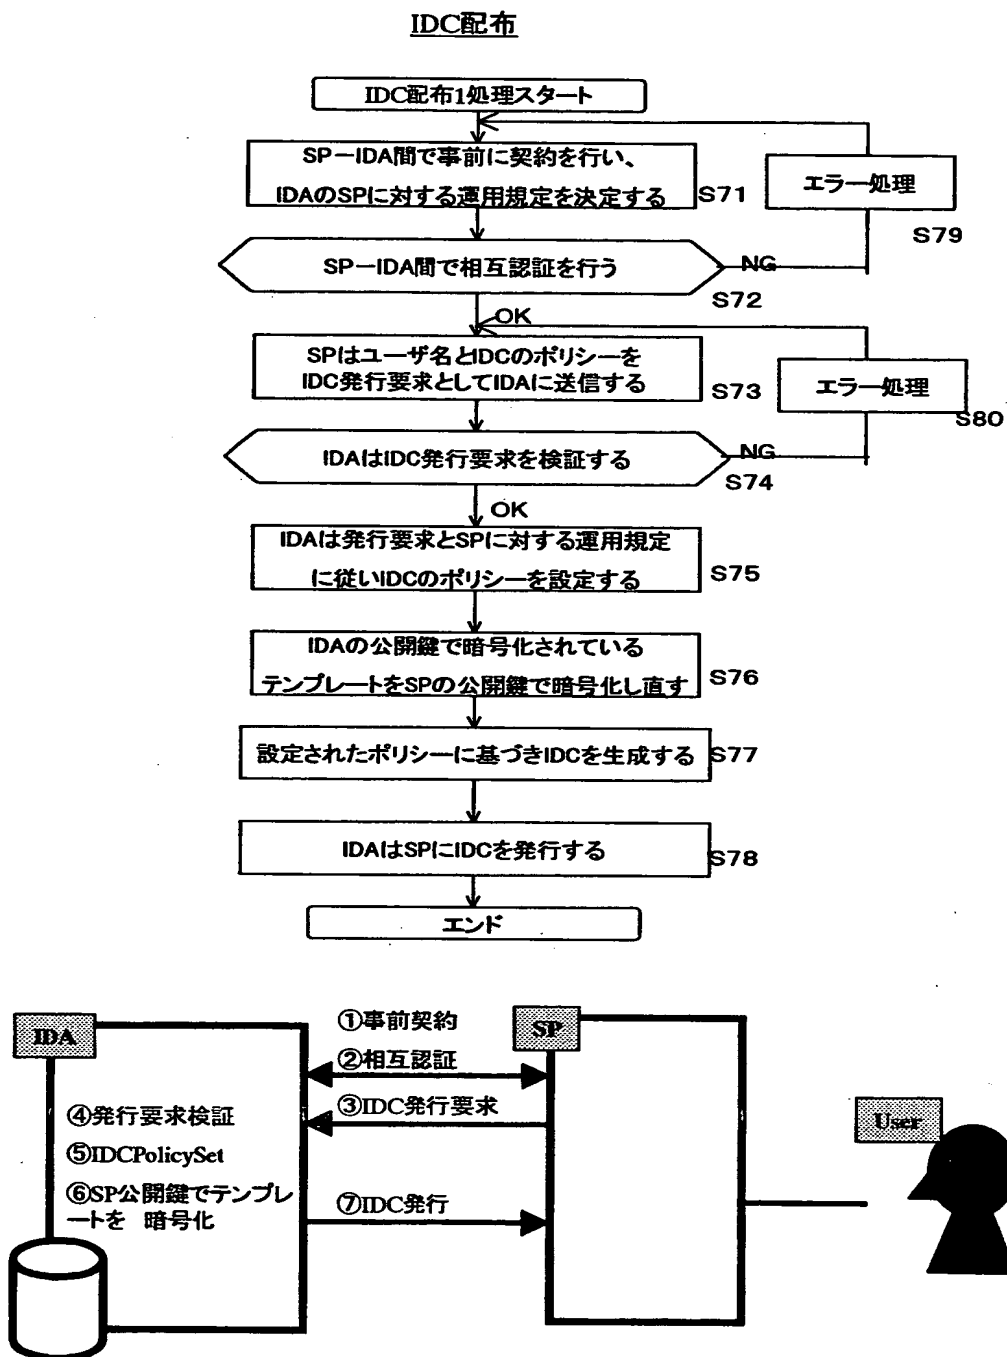 IDC配布
IDC配布1処理スタート
SP－IDA間で事前に契約を行い、
IDAのSPに対する運用規定を決定する
S71
エラー処理
S79
SP－IDA間で相互認証を行う
NG
S72
OK
SPはユーザ名とIDCのポリシーを
IDC発行要求としてIDAに送信する
S73
エラー処理
S80
IDAはIDC発行要求を検証する
NG
S74
OK
IDAは発行要求とSPに対する運用規定
に従いIDCのポリシーを設定する
S75
IDAの公開鍵で暗号化されている
テンプレートをSPの公開鍵で暗号化し直す
S76
設定されたポリシーに基づきIDCを生成する
S77
IDAはSPにIDCを発行する
S78
エンド
IDA
①事前契約
SP
②相互認証
③IDC発行要求
④発行要求検証
User
⑤IDCPolicySet
⑥SP公開鍵でテンプレ
ートを 暗号化
⑦IDC発行